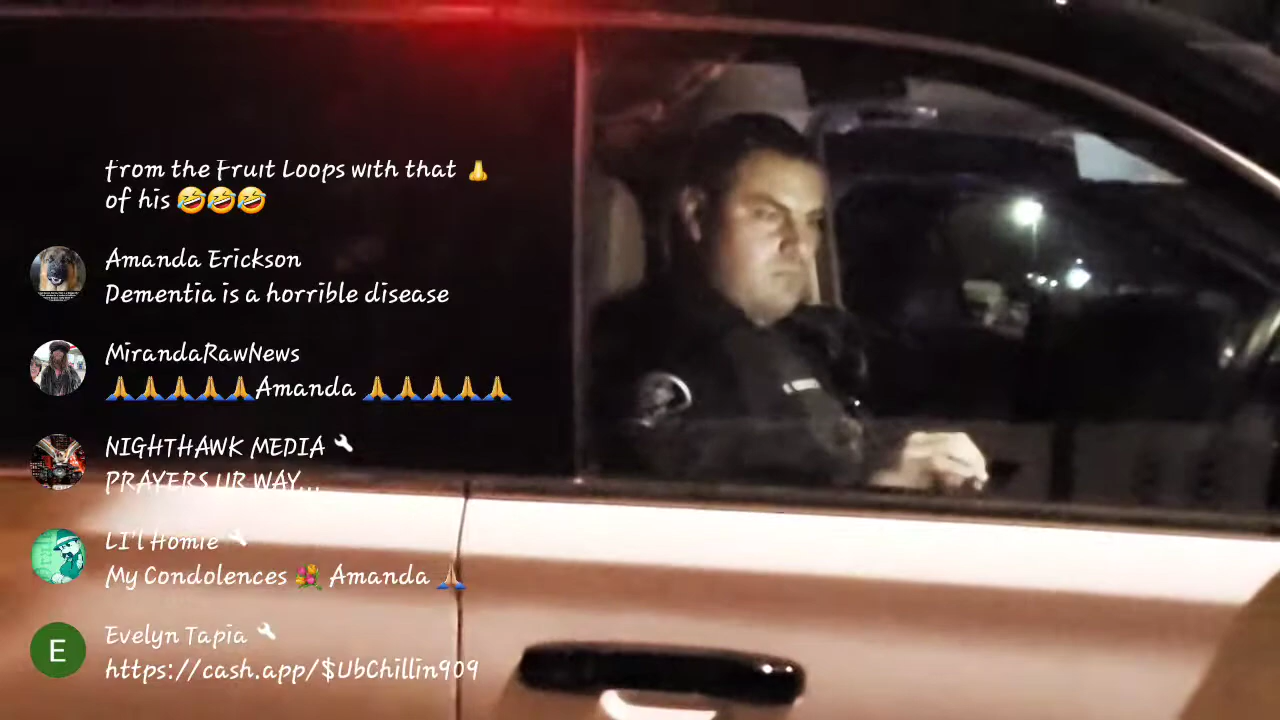 from the Fruit Loops with that 👃
of his 🤣🤣🤣
Amanda Erickson
Dementia is a horrible disease
MirandaRawNews
🙏🙏🙏🙏🙏Amanda 🙏🙏🙏🙏🙏
NIGHTHAWK MEDIA
PRAYERS UR WAY...
LI'l Homie
My Condolences 💐 Amanda 🙏
E
Evelyn Tapia
https://cash.app/$UbChillin909